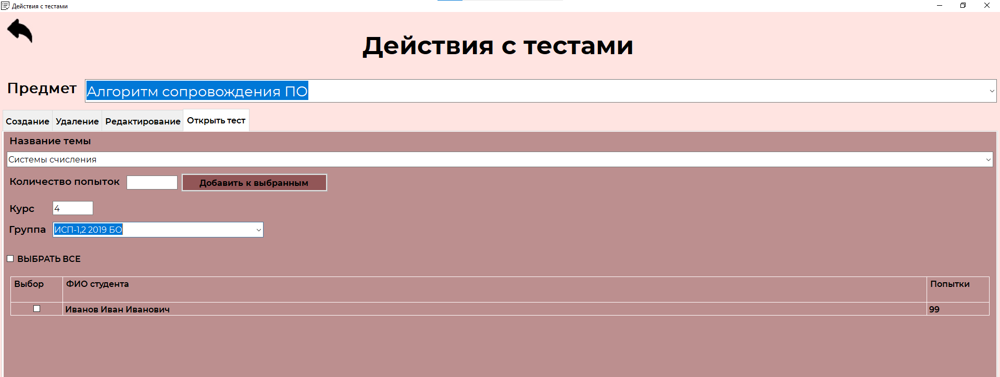 Действия с тестами
Действия с тестами
Предмет Алгоритм сопровождения ПО
Создание Удаление Редактирование Открыть тест
Название темы
Системы счисления
Количество попыток Добавить к выбранным
Курс 4
Группа ИСП-1,2 2019 БО
ВЫБРАТЬ ВСЕ
Выбор ФИО студента Попытки
Иванов Иван Иванович 99